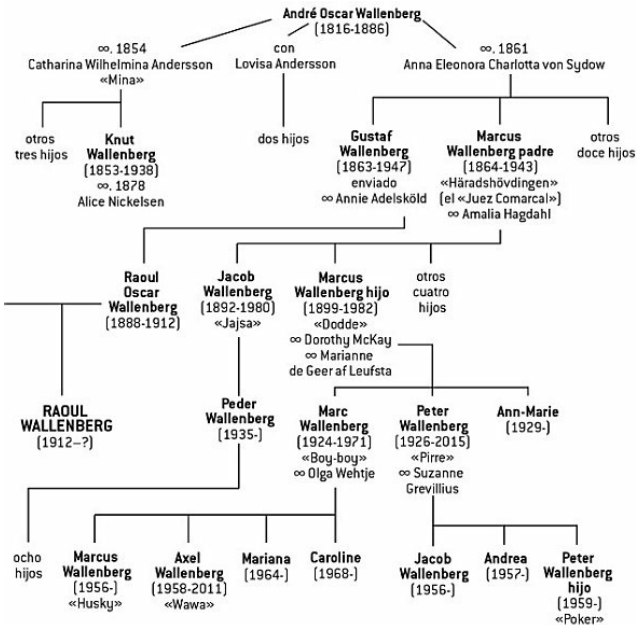 André Oscar Wallenberg
(1816-1886)
∞. 1854
Catharina Wilhelmina Andersson
«Mina»
con
Lovisa Andersson
∞. 1861
Anna Eleonora Charlotta von Sydow
otros
tres hijos
Knut
Wallenberg
(1853-1938)
∞. 1878
Alice Nickelsen
dos hijos
Gustaf
Wallenberg
(1863-1947)
enviado
∞ Annie Adelsköld
Marcus
Wallenberg padre
(1864-1943)
«Häradshövdingen»
(el «Juez Comarcal»)
∞ Amalia Hagdahl
otros
doce hijos
Raoul
Oscar
Wallenberg
(1888-1912)
Jacob
Wallenberg
(1892-1980)
«Jajsa»
Marcus
Wallenberg hijo
(1899-1982)
«Dodde»
∞ Dorothy McKay
∞ Marianne
de Geer af Leufsta
otros
cuatro
hijos
RAOUL
WALLENBERG
(1912–?)
Peder
Wallenberg
(1935-)
Marc
Wallenberg
(1924-1971)
«Boy-boy»
∞ Olga Wehtje
Peter
Wallenberg
(1926-2015)
«Pirre»
∞ Suzanne
Grevillius
Ann-Marie
(1929-)
ocho
hijos
Marcus
Wallenberg
(1956-)
«Husky»
Axel
Wallenberg
(1958-2011)
«Wawa»
Mariana
(1964-)
Caroline
(1968-)
Jacob
Wallenberg
(1956-)
Andrea
(1957-)
Peter
Wallenberg
hijo
(1959-)
«Poker»